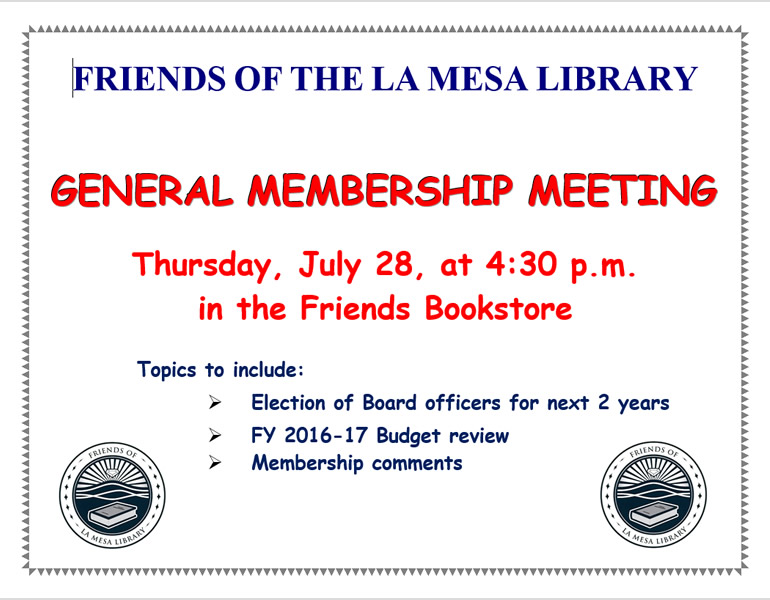 FRIENDS OF THE LA MESA LIBRARY
GENERAL MEMBERSHIP MEETING
Thursday, July 28, at 4:30 p.m.
in the Friends Bookstore
Topics to include:
➢ Election of Board officers for next 2 years
➢ FY 2016-17 Budget review
➢ Membership comments
FRIENDS OF
LA MESA LIBRARY
FRIENDS OF
LA MESA LIBRARY